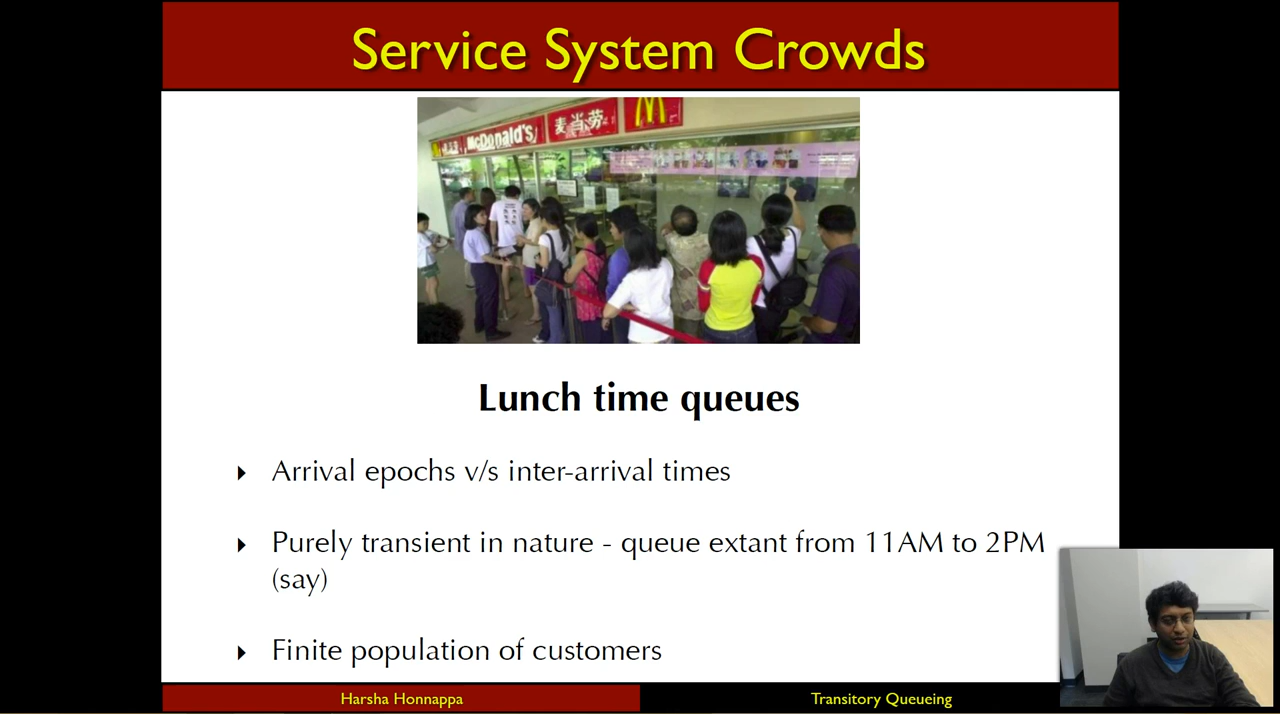 Service System Crowds
McDonald's
麦当劳
Lunch time queues
Arrival epochs v/s inter-arrival times
Purely transient in nature - queue extant from 11AM to 2PM
(say)
Finite population of customers
Harsha Honnappa
Transitory Queueing